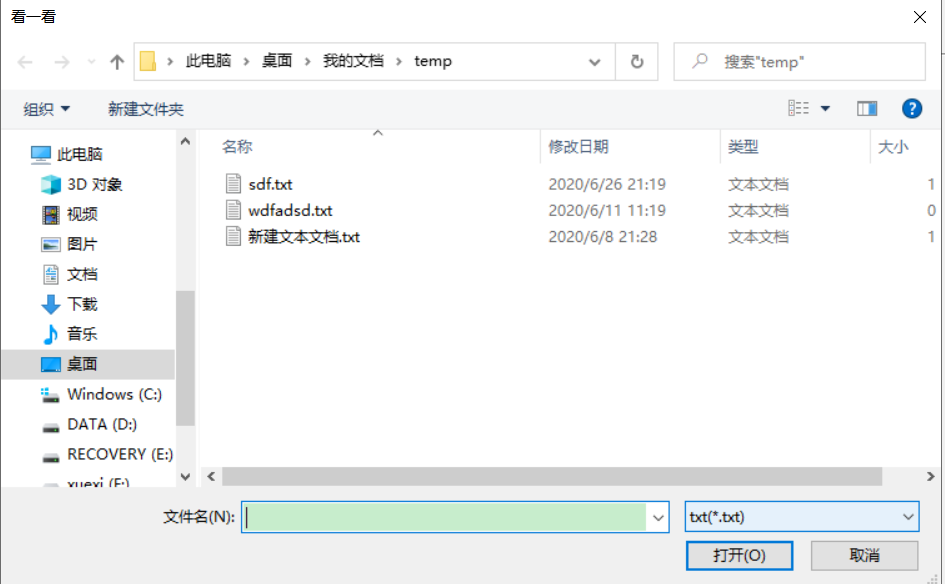 看一看
此电脑 桌面 我的文档 temp
搜索"temp"
组织 新建文件夹
名称 修改日期 类型 大小
此电脑
3D 对象
视频
图片
文档
下载
音乐
桌面
Windows (C:)
DATA (D:)
RECOVERY (E:)
xuexi (F:)
sdf.txt 2020/6/26 21:19 文本文档 1
wdfadsd.txt 2020/6/11 11:19 文本文档 0
新建文本文档.txt 2020/6/8 21:28 文本文档 1
文件名(N): txt(*.txt)
打开(O) 取消